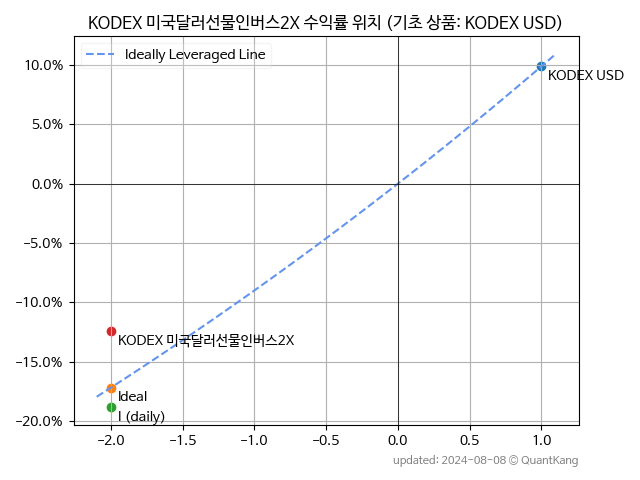 KODEX 미국달러선물인버스2X 수익률 위치 (기초 상품: KODEX USD)
Ideally Leveraged Line
10.0%
5.0%
0.0%
−5.0%
−10.0%
−15.0%
−20.0%
KODEX USD
KODEX 미국달러선물인버스2X
Ideal
I (daily)
−2.0 −1.5 −1.0 −0.5 0.0 0.5 1.0
updated: 2024-08-08 © QuantKang